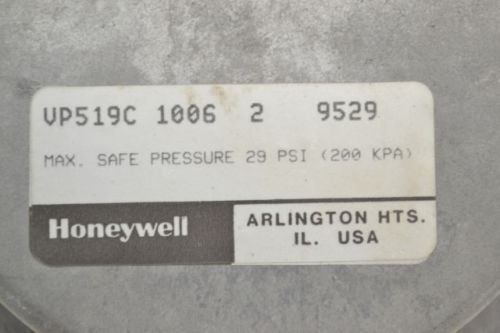 VP519C 1006 2 9529
MAX. SAFE PRESSURE 29 PSI (200 KPA)
Honeywell
ARLINGTON HTS.
IL. USA